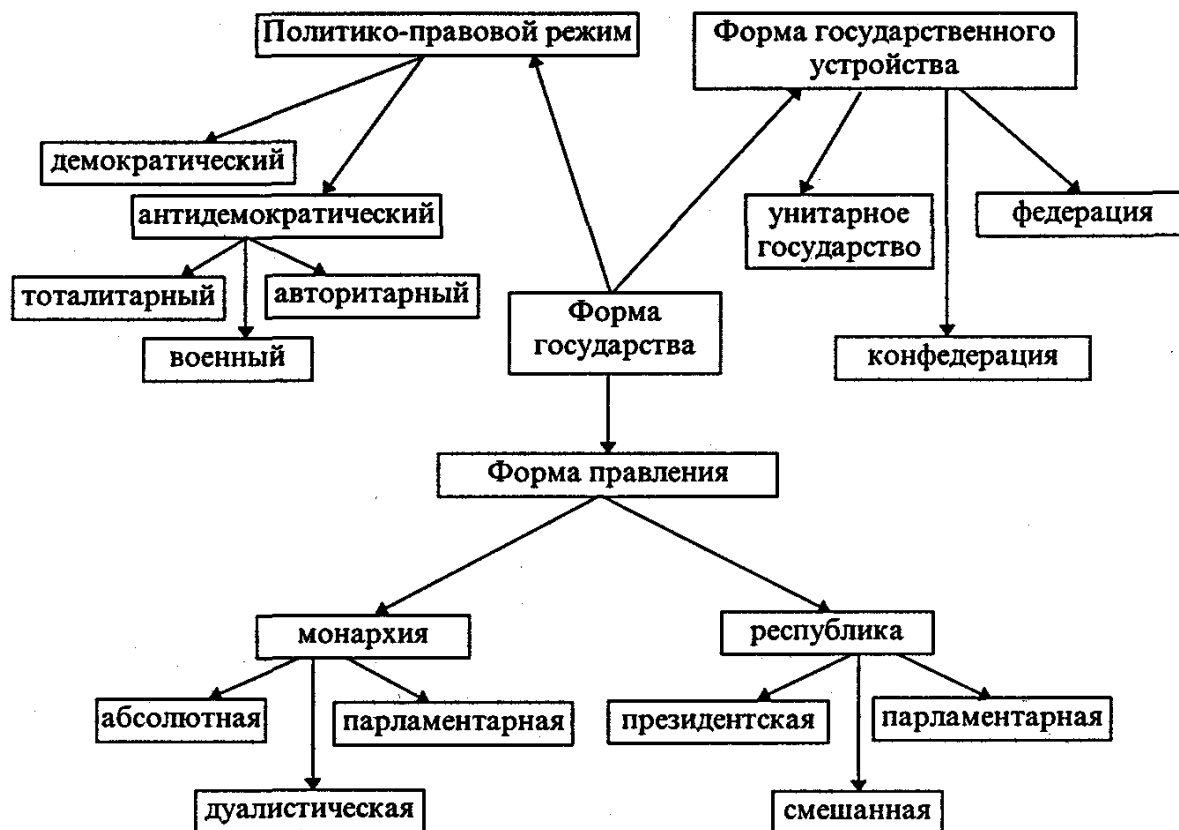 Политико-правовой режим
Форма государственного
устройства
демократический
антидемократический
тоталитарный
авторитарный
военный
унитарное
государство
федерация
конфедерация
Форма
государства
Форма правления
монархия
республика
абсолютная
парламентарная
президентская
парламентарная
дуалистическая
смешанная